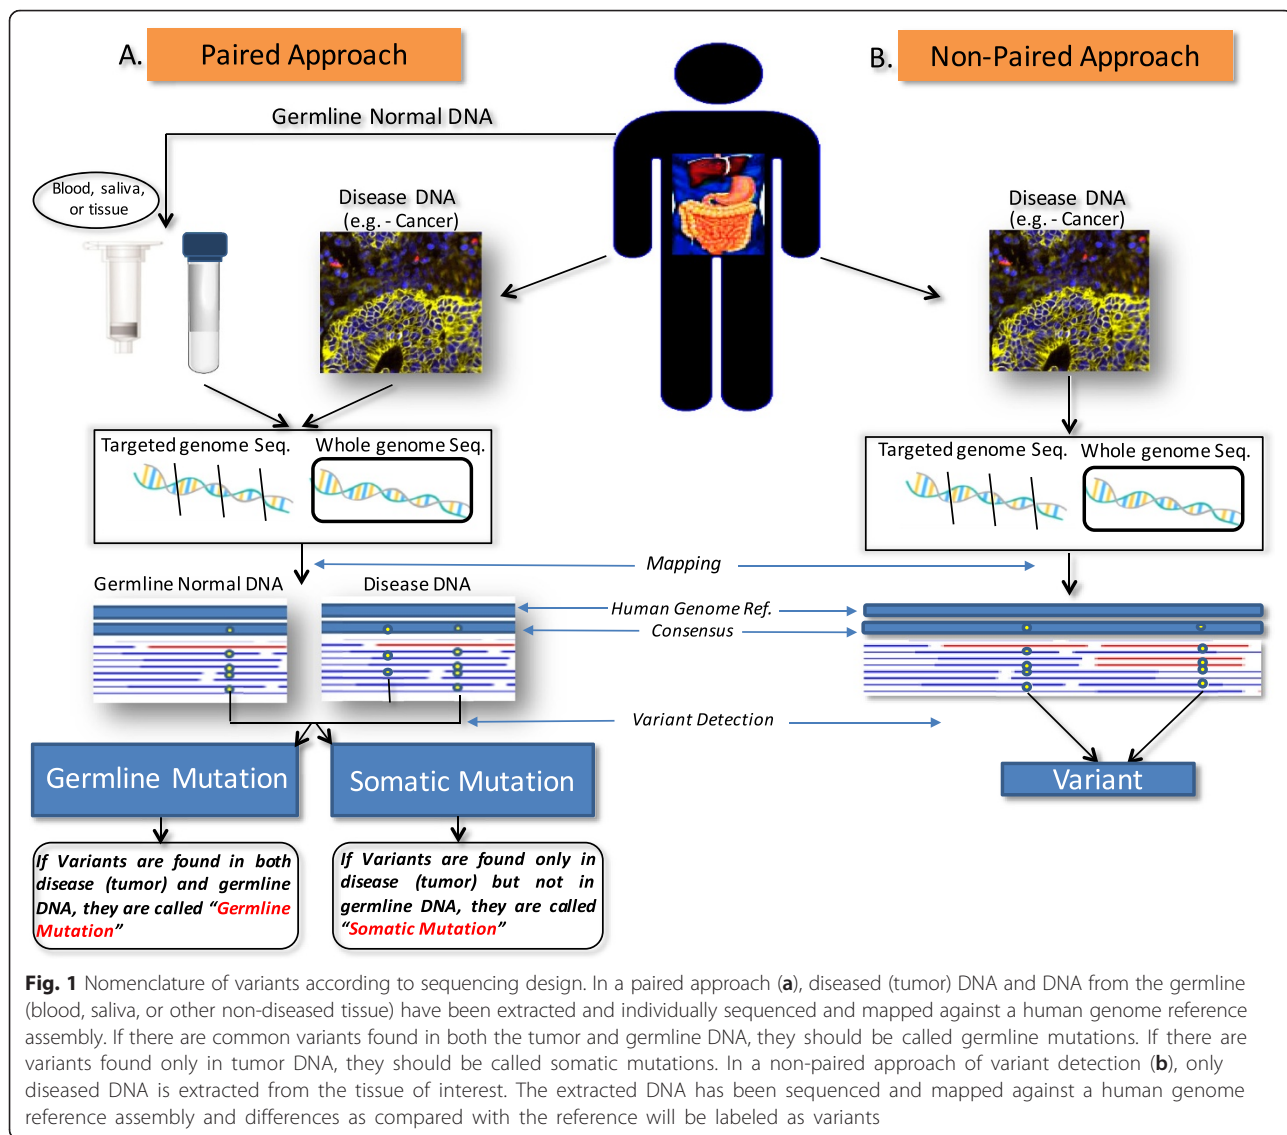 A. Paired Approach
B. Non-Paired Approach
Germline Normal DNA
Blood, saliva,
or tissue
Disease DNA
(e.g. - Cancer)
Disease DNA
(e.g. - Cancer)
Targeted genome Seq.
Whole genome Seq.
Targeted genome Seq.
Whole genome Seq.
Mapping
Germline Normal DNA
Disease DNA
Human Genome Ref.
Consensus
Variant Detection
Germline Mutation
Somatic Mutation
Variant
If Variants are found in both
disease (tumor) and germline
DNA, they are called “Germline
Mutation”
If Variants are found only in
disease (tumor) but not in
germline DNA, they are called
“Somatic Mutation”
Fig. 1 Nomenclature of variants according to sequencing design. In a paired approach (a), diseased (tumor) DNA and DNA from the germline
(blood, saliva, or other non-diseased tissue) have been extracted and individually sequenced and mapped against a human genome reference
assembly. If there are common variants found in both the tumor and germline DNA, they should be called germline mutations. If there are
variants found only in tumor DNA, they should be called somatic mutations. In a non-paired approach of variant detection (b), only
diseased DNA is extracted from the tissue of interest. The extracted DNA has been sequenced and mapped against a human genome
reference assembly and differences as compared with the reference will be labeled as variants